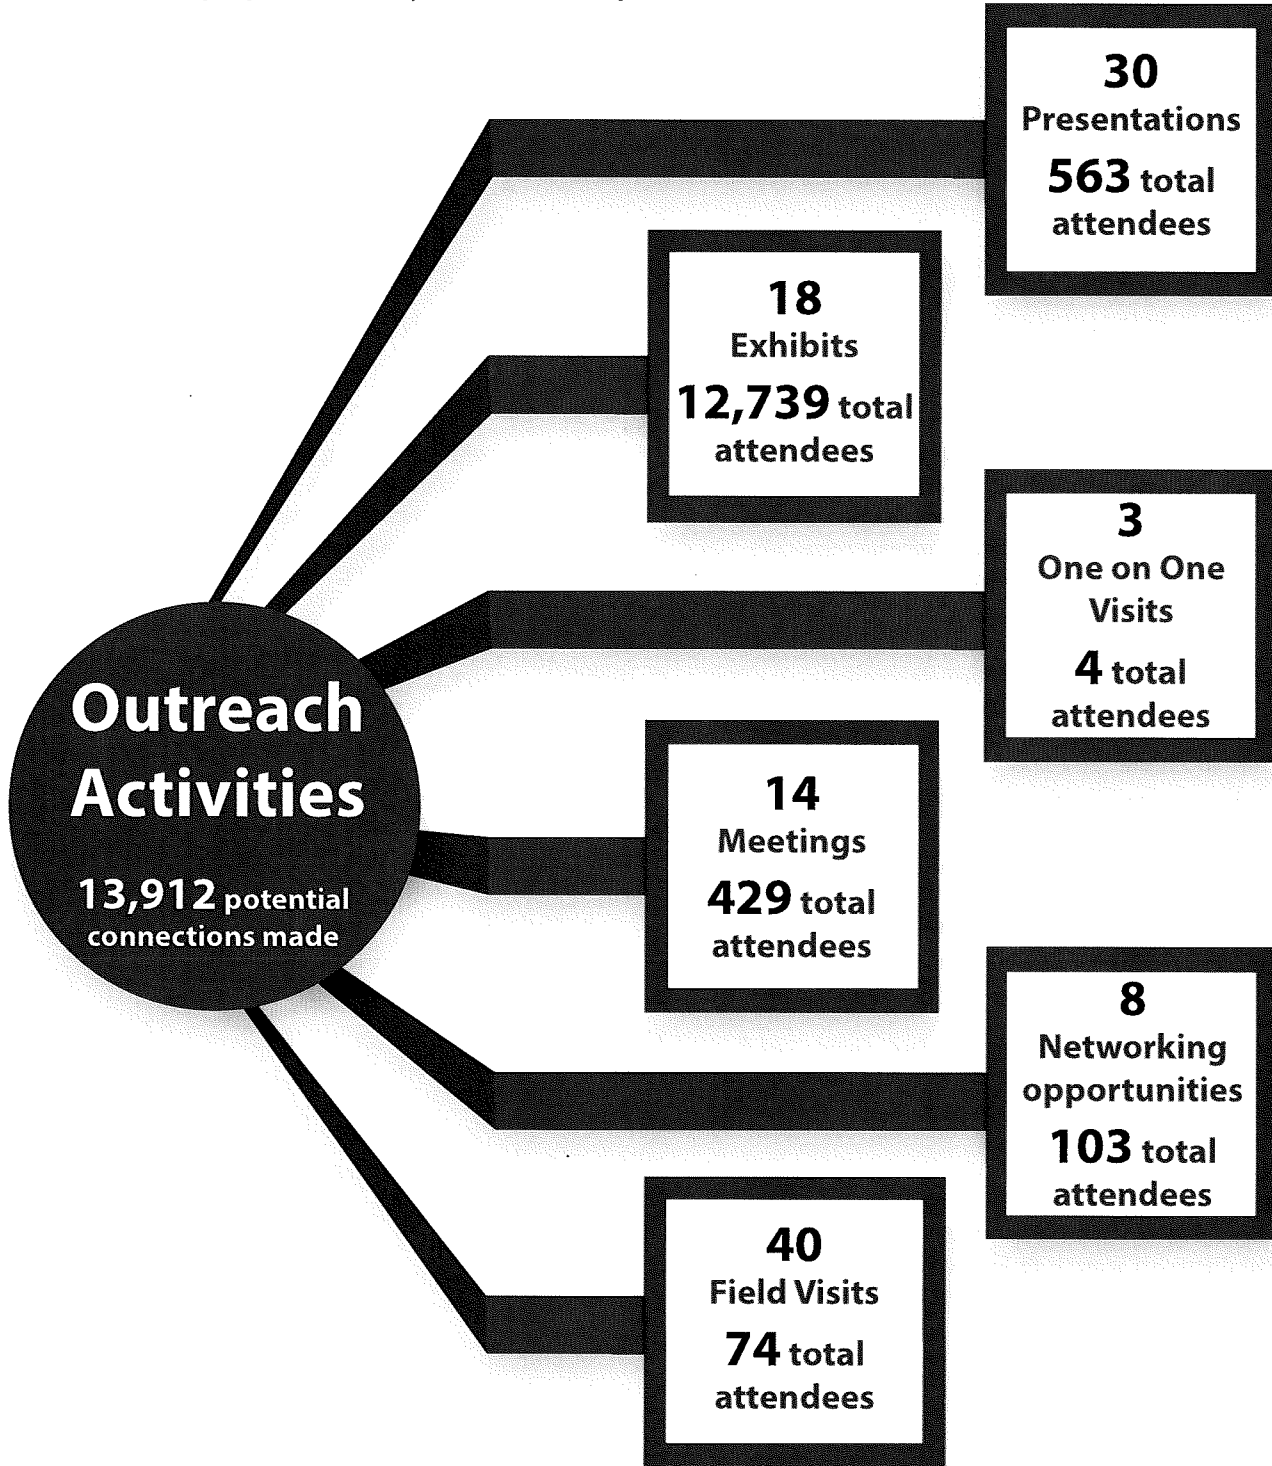 30
Presentations
563 total
attendees
18
Exhibits
12,739 total
attendees
3
One on One
Visits
4 total
attendees
Outreach
Activities
13,912 potential
connections made
14
Meetings
429 total
attendees
8
Networking
opportunities
103 total
attendees
40
Field Visits
74 total
attendees